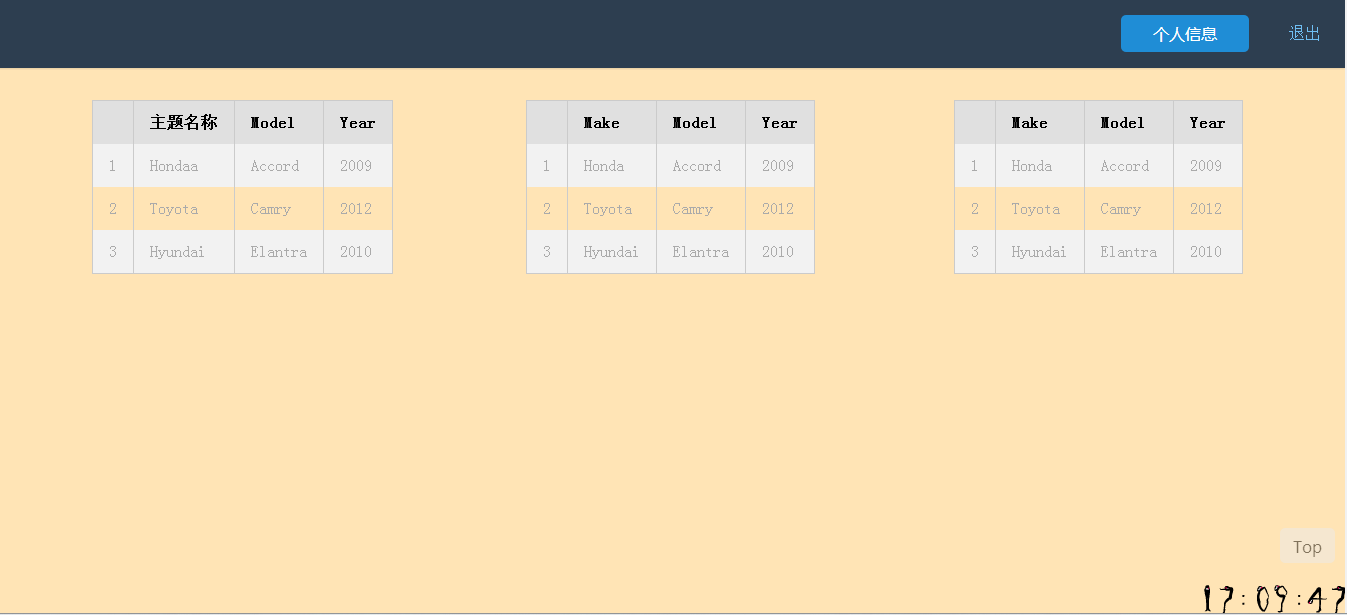 个人信息 退出
主题名称 Model Year Make Model Year Make Model Year
1 Hondaa Accord 2009 1 Honda Accord 2009 1 Honda Accord 2009
2 Toyota Camry 2012 2 Toyota Camry 2012 2 Toyota Camry 2012
3 Hyundai Elantra 2010 3 Hyundai Elantra 2010 3 Hyundai Elantra 2010
Top
17:09:47